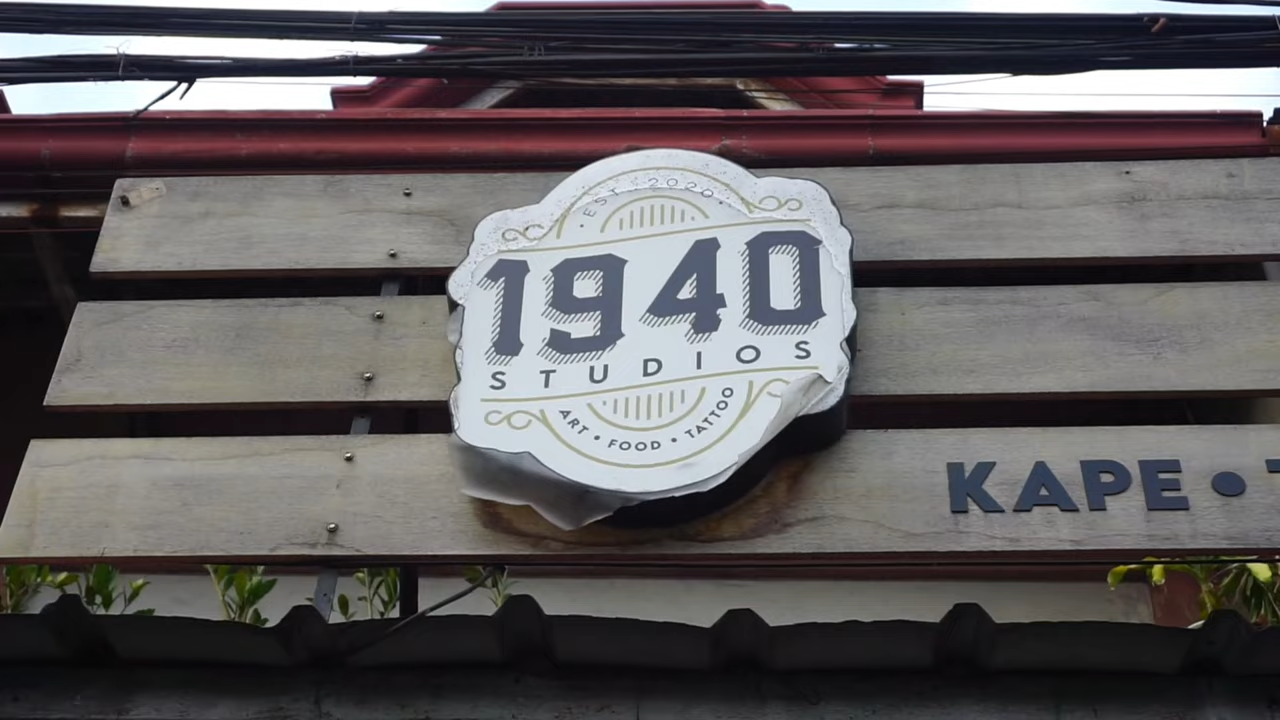 · EST. 2020 ·
1940
STUDIOS
ART • FOOD • TATTOO
KAPE •